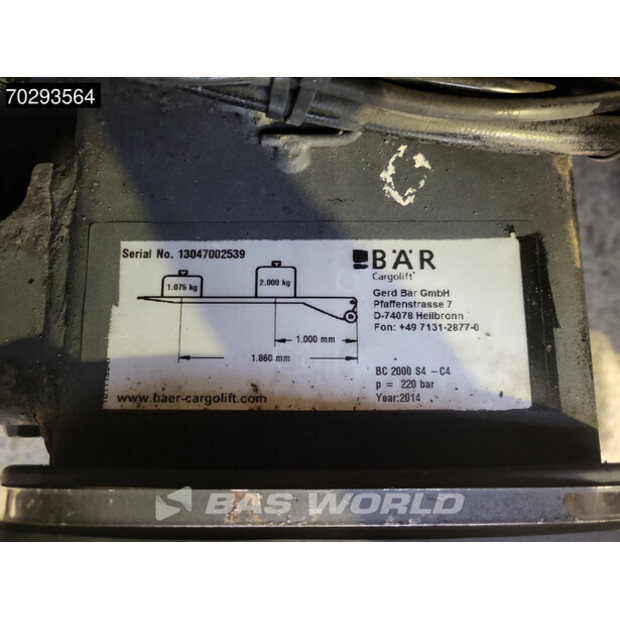 70293564
Serial No. 13047002539
BÄR
Cargolift
1.075 kg
2.000 kg
Gerd Bär GmbH
Pfaffenstrasse 7
D-74078 Heilbronn
Fon: +49 7131-2877-0
1.000 mm
1.860 mm
BC 2000 S4 - C4
p = 220 bar
Year:2014
www.baer-cargolift.com
BAS WORLD